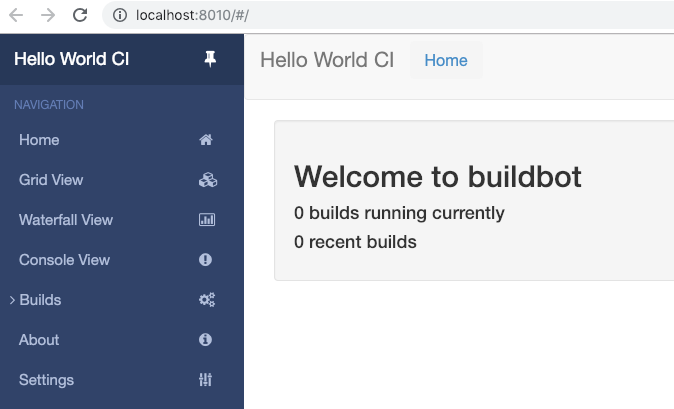 localhost:8010/#/
Hello World CI
Hello World CI Home
NAVIGATION
Home
Grid View
Waterfall View
Console View
Builds
About
Settings
Welcome to buildbot
0 builds running currently
0 recent builds